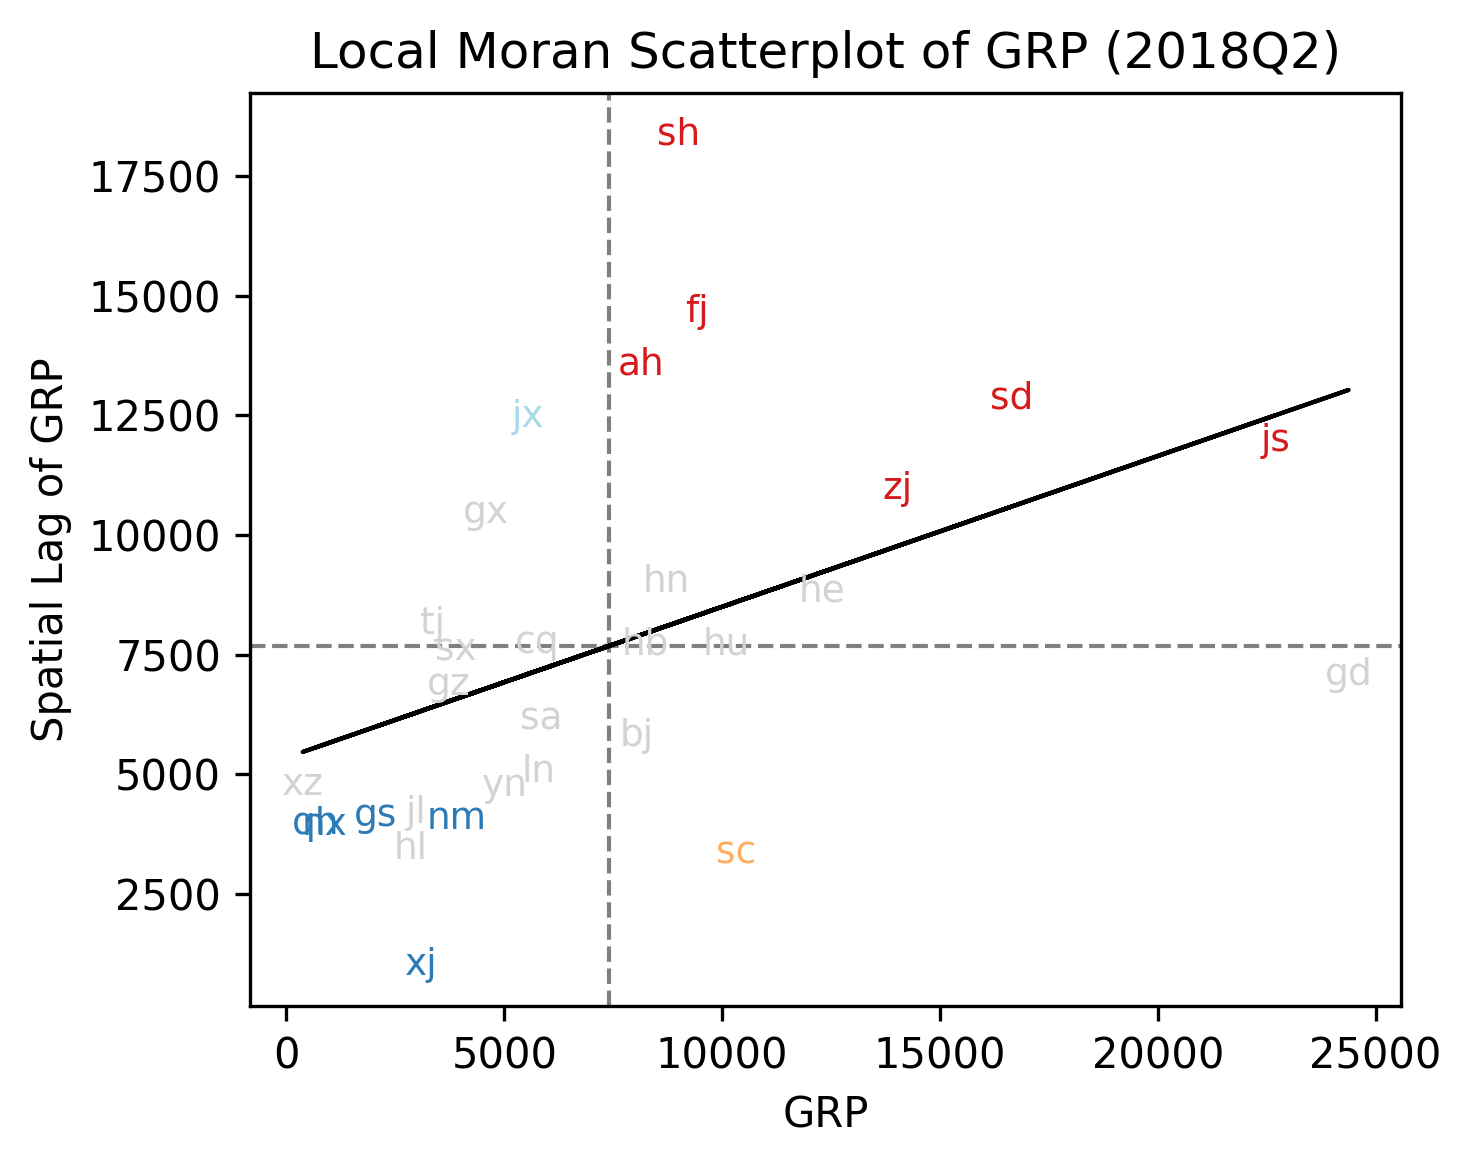 Local Moran Scatterplot of GRP (2018Q2)
Spatial Lag of GRP
17500
15000
12500
10000
7500
5000
2500
sh
fj
ah
sd
jx
js
zj
gx
hn
he
tj
sx
cq
hb
hu
gz
gd
sa
bj
ln
xz
yn
qh
nx
gs
jl
nm
hl
sc
xj
0
5000
10000
15000
20000
25000
GRP